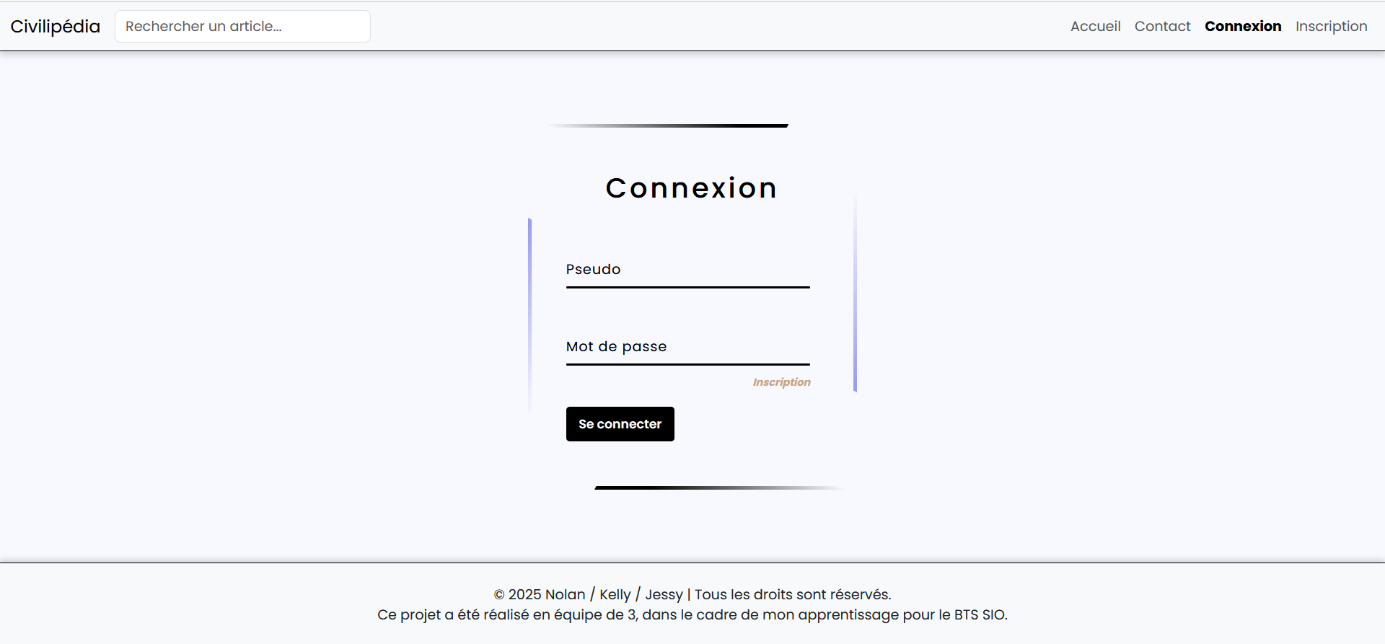 Civilipédia Rechercher un article... Accueil Contact Connexion Inscription
Connexion
Pseudo
Mot de passe
Inscription
Se connecter
© 2025 Nolan / Kelly / Jessy | Tous les droits sont réservés.
Ce projet a été réalisé en équipe de 3, dans le cadre de mon apprentissage pour le BTS SIO.